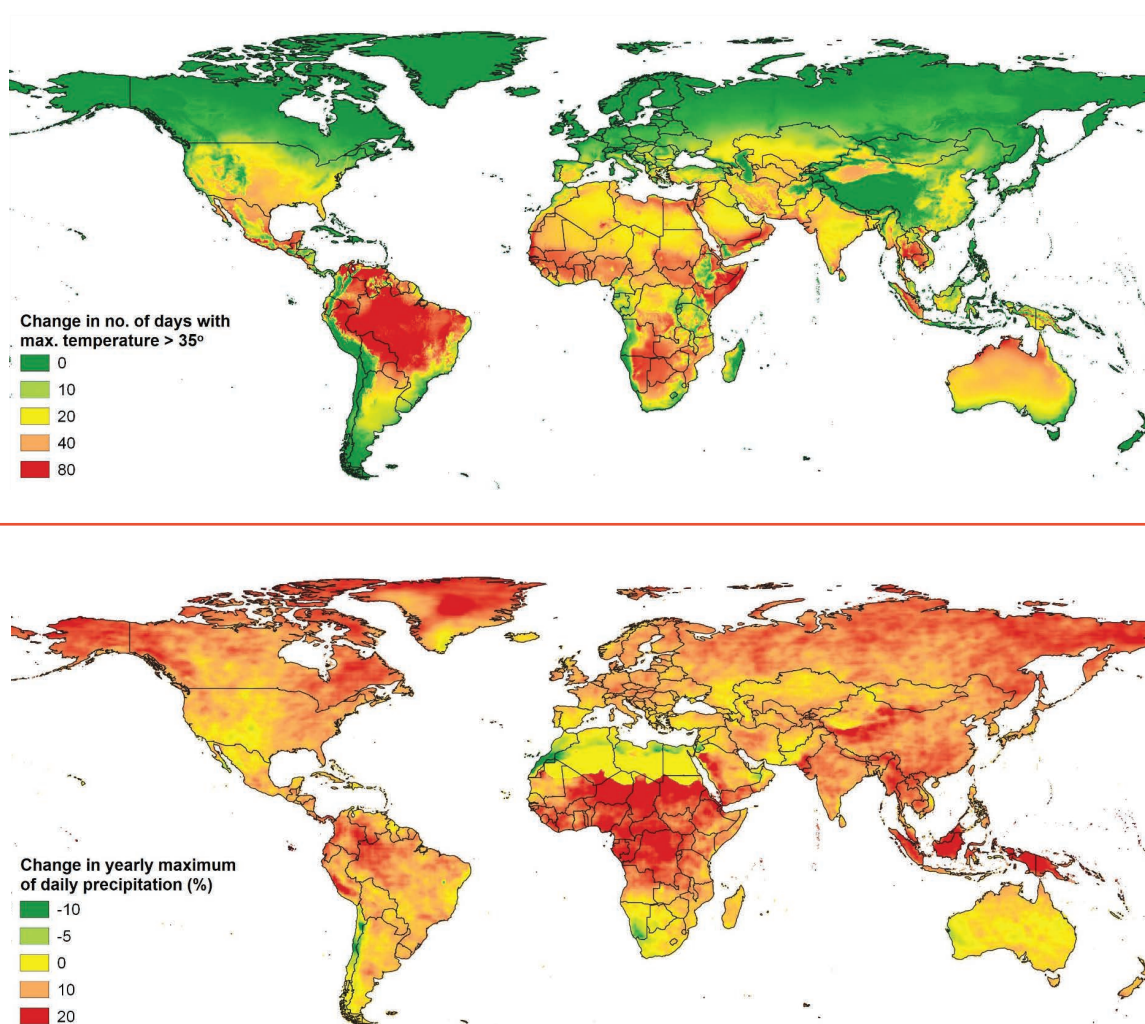 Change in no. of days with
max. temperature > 35°
0
10
20
40
80
Change in yearly maximum
of daily precipitation (%)
-10
-5
0
10
20